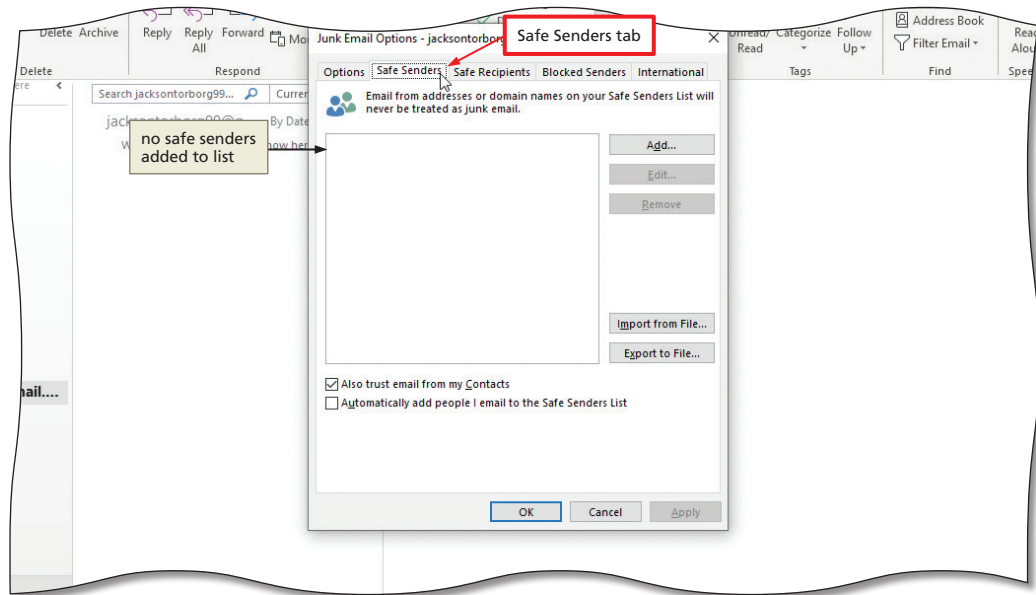 Delete Archive
Reply
Reply
All
Forward
Delete
Respond
Read
Categorize
Follow
Up
Tags
Address Book
Filter Email
Find
Junk Email Options -
Safe Senders tab
Options Safe Senders Safe Recipients Blocked Senders International
Email from addresses or domain names on your Safe Senders List will
never be treated as junk email.
Search jacksontorborg99...
By Date
no safe senders
added to list
Add...
Edit...
Remove
Import from File...
Export to File...
Also trust email from my Contacts
Automatically add people I email to the Safe Senders List
OK Cancel Apply